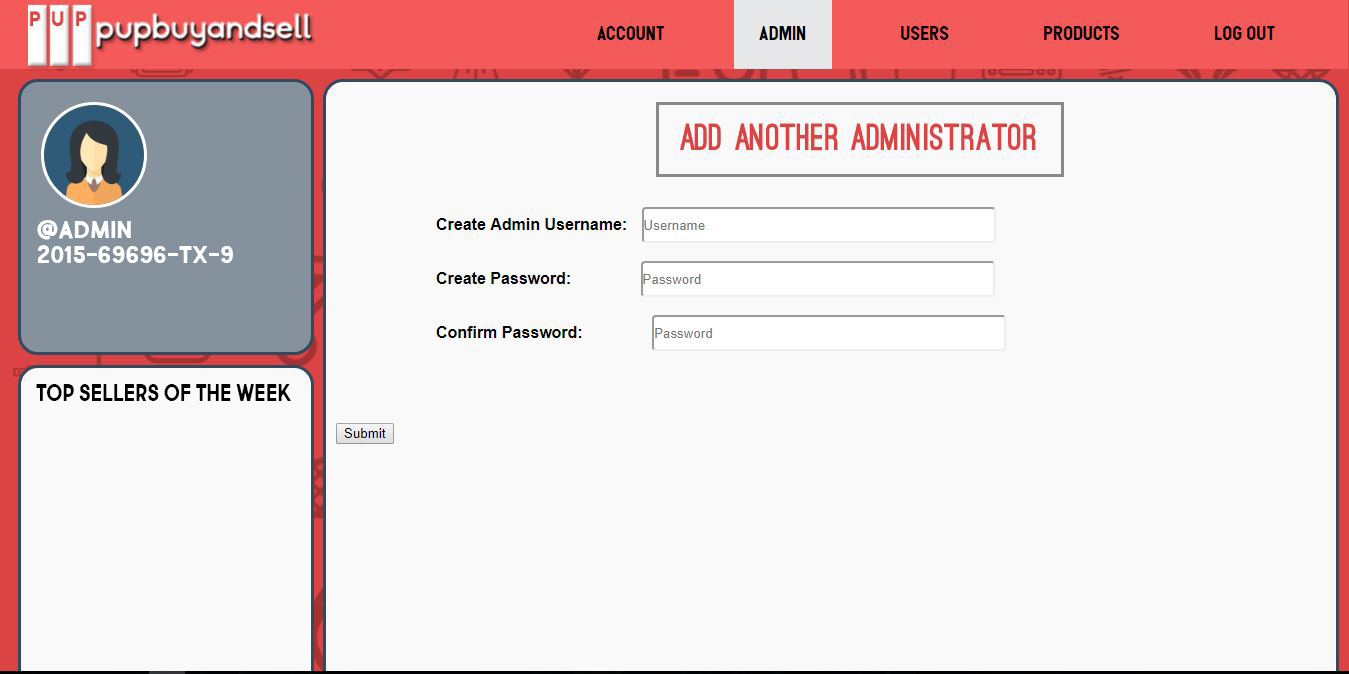 PUP pupbuyandsell
ACCOUNT ADMIN USERS PRODUCTS LOG OUT
@ADMIN
2015-69696-TX-9
TOP SELLERS OF THE WEEK
ADD ANOTHER ADMINISTRATOR
Create Admin Username: Username
Create Password: Password
Confirm Password: Password
Submit